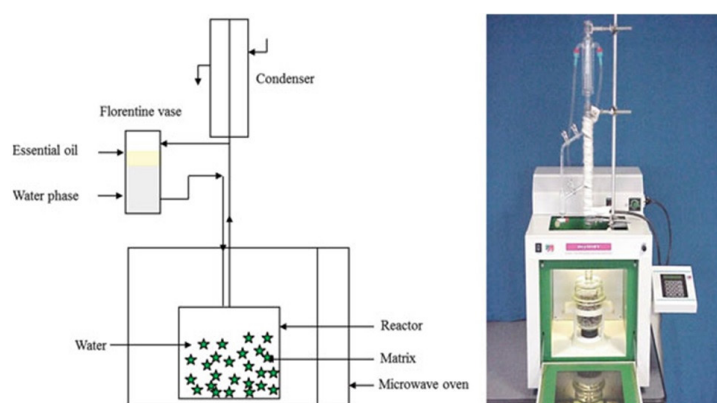 Condenser
Florentine vase
Essential oil
Water phase
Reactor
Water
Matrix
Microwave oven